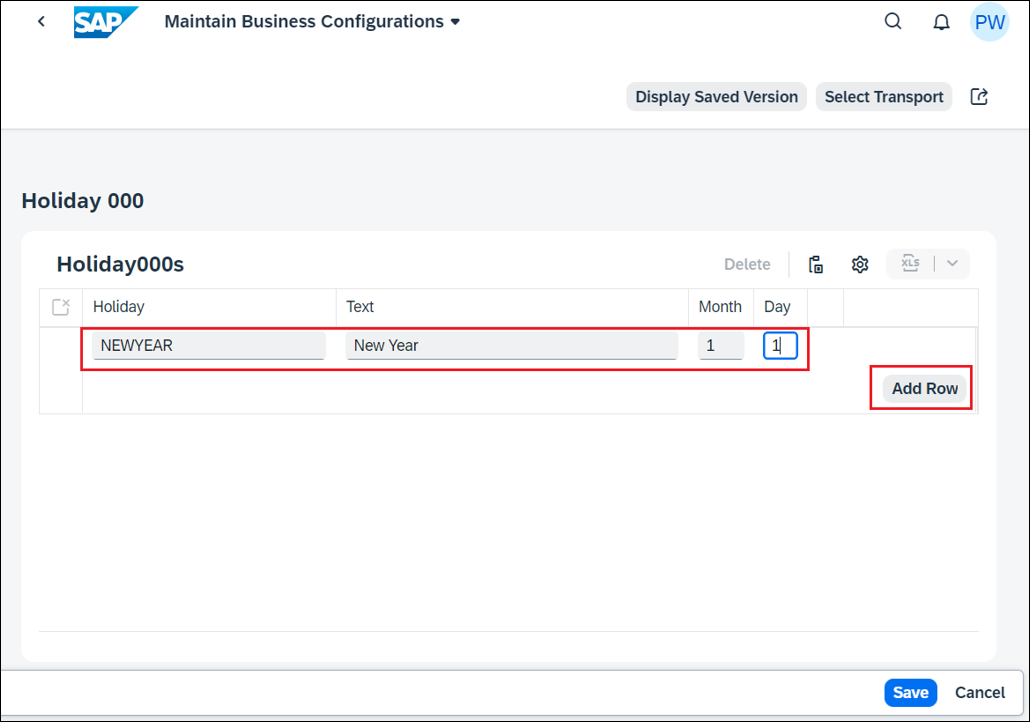 SAP Maintain Business Configurations PW
Display Saved Version Select Transport
Holiday 000
Holiday000s Delete XLS
Holiday Text Month Day
NEWYEAR New Year 1 1
Add Row
Save Cancel